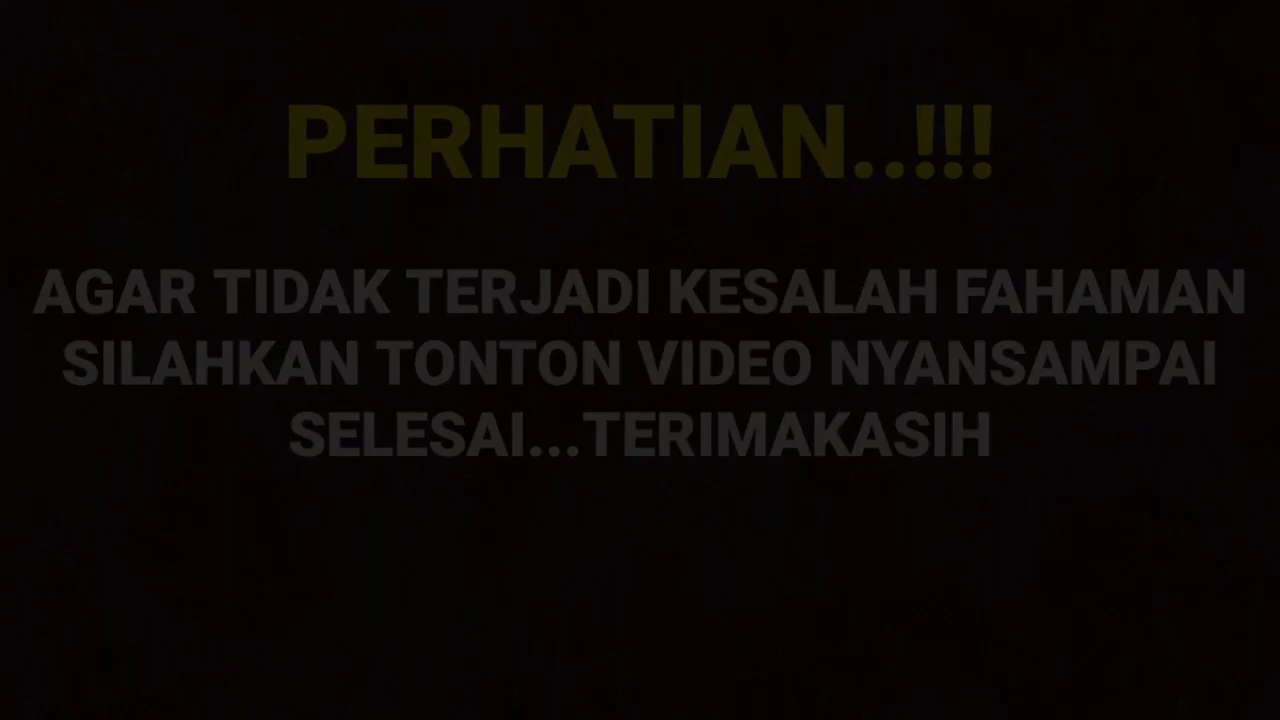 PERHATIAN..!!!
AGAR TIDAK TERJADI KESALAH FAHAMAN
SILAHKAN TONTON VIDEO NYANSAMPAI
SELESAI...TERIMAKASIH